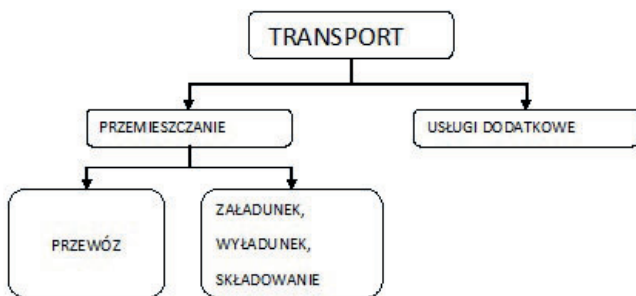 TRANSPORT
PRZEMIESZCZANIE
USŁUGI DODATKOWE
PRZEWÓZ
ZAŁADUNEK,
WYŁADUNEK,
SKŁADOWANIE